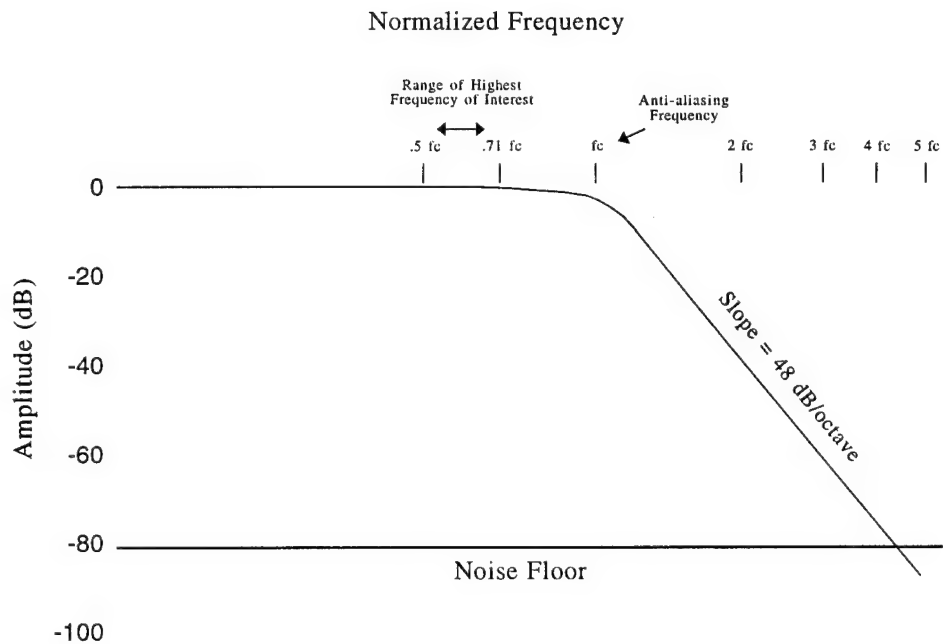 Normalized Frequency
Range of Highest
Frequency of Interest
Anti-aliasing
Frequency
.5 fc
.71 fc
fc
2 fc
3 fc
4 fc
5 fc
0
-20
-40
-60
-80
-100
Amplitude (dB)
Slope = 48 dB/octave
Noise Floor